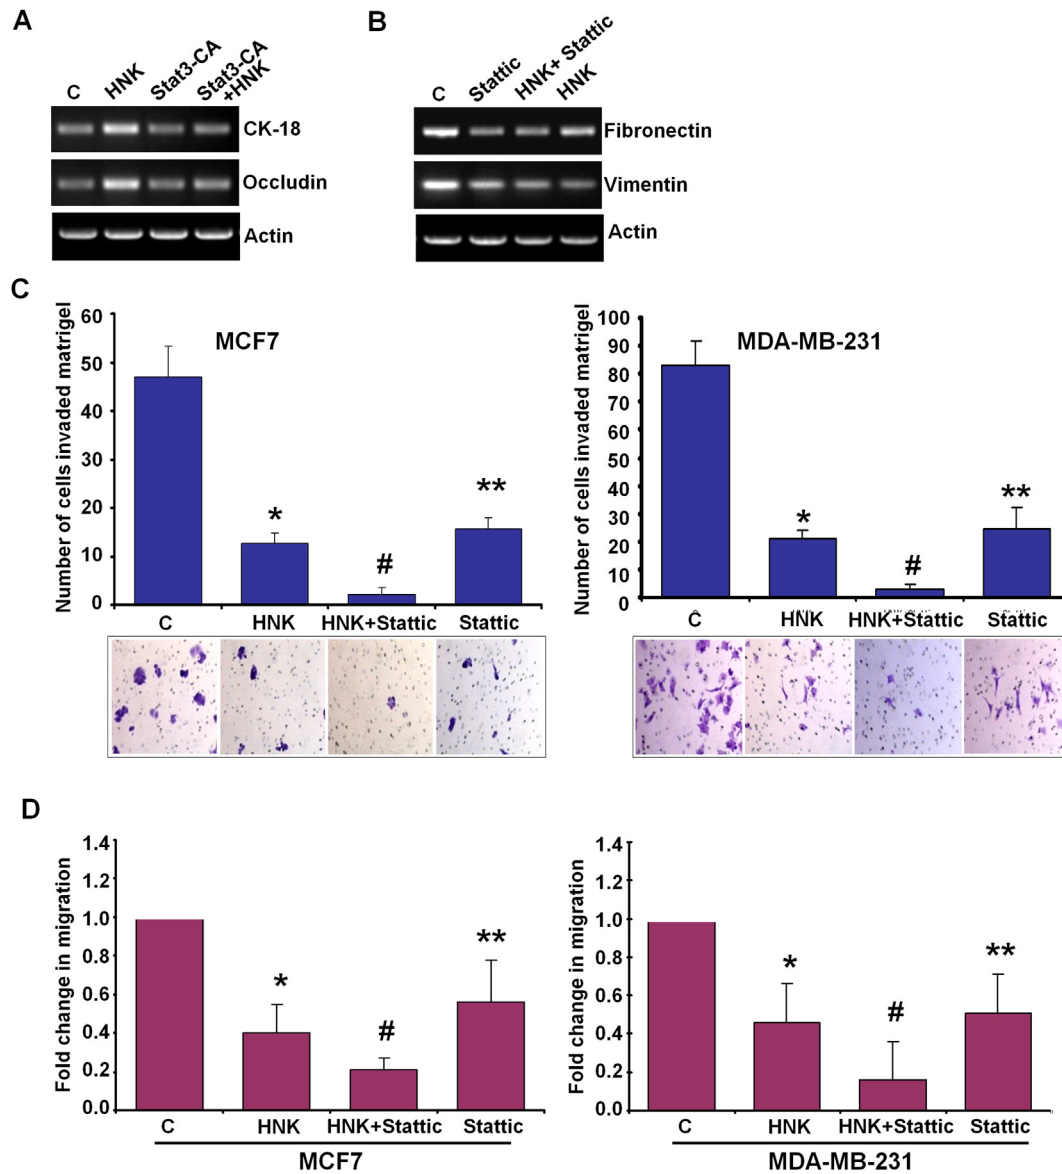 A
C
HNK
Stat3-CA
Stat3-CA
+HNK
CK-18
Occludin
Actin
B
C
Stattic
HNK+ Stattic
HNK
Fibronectin
Vimentin
Actin
C
Number of cells invaded matrigel
60
50
40
30
20
10
0
MCF7
*
#
**
C HNK HNK+Stattic Stattic
Number of cells invaded matrigel
100
90
80
70
60
50
40
30
20
10
0
MDA-MB-231
*
#
**
C HNK HNK+Stattic Stattic
D
Fold change in migration
1.4
1.2
1.0
0.8
0.6
0.4
0.2
0.0
*
#
**
C HNK HNK+Stattic Stattic
MCF7
Fold change in migration
1.4
1.2
1.0
0.8
0.6
0.4
0.2
0.0
*
#
**
C HNK HNK+Stattic Stattic
MDA-MB-231